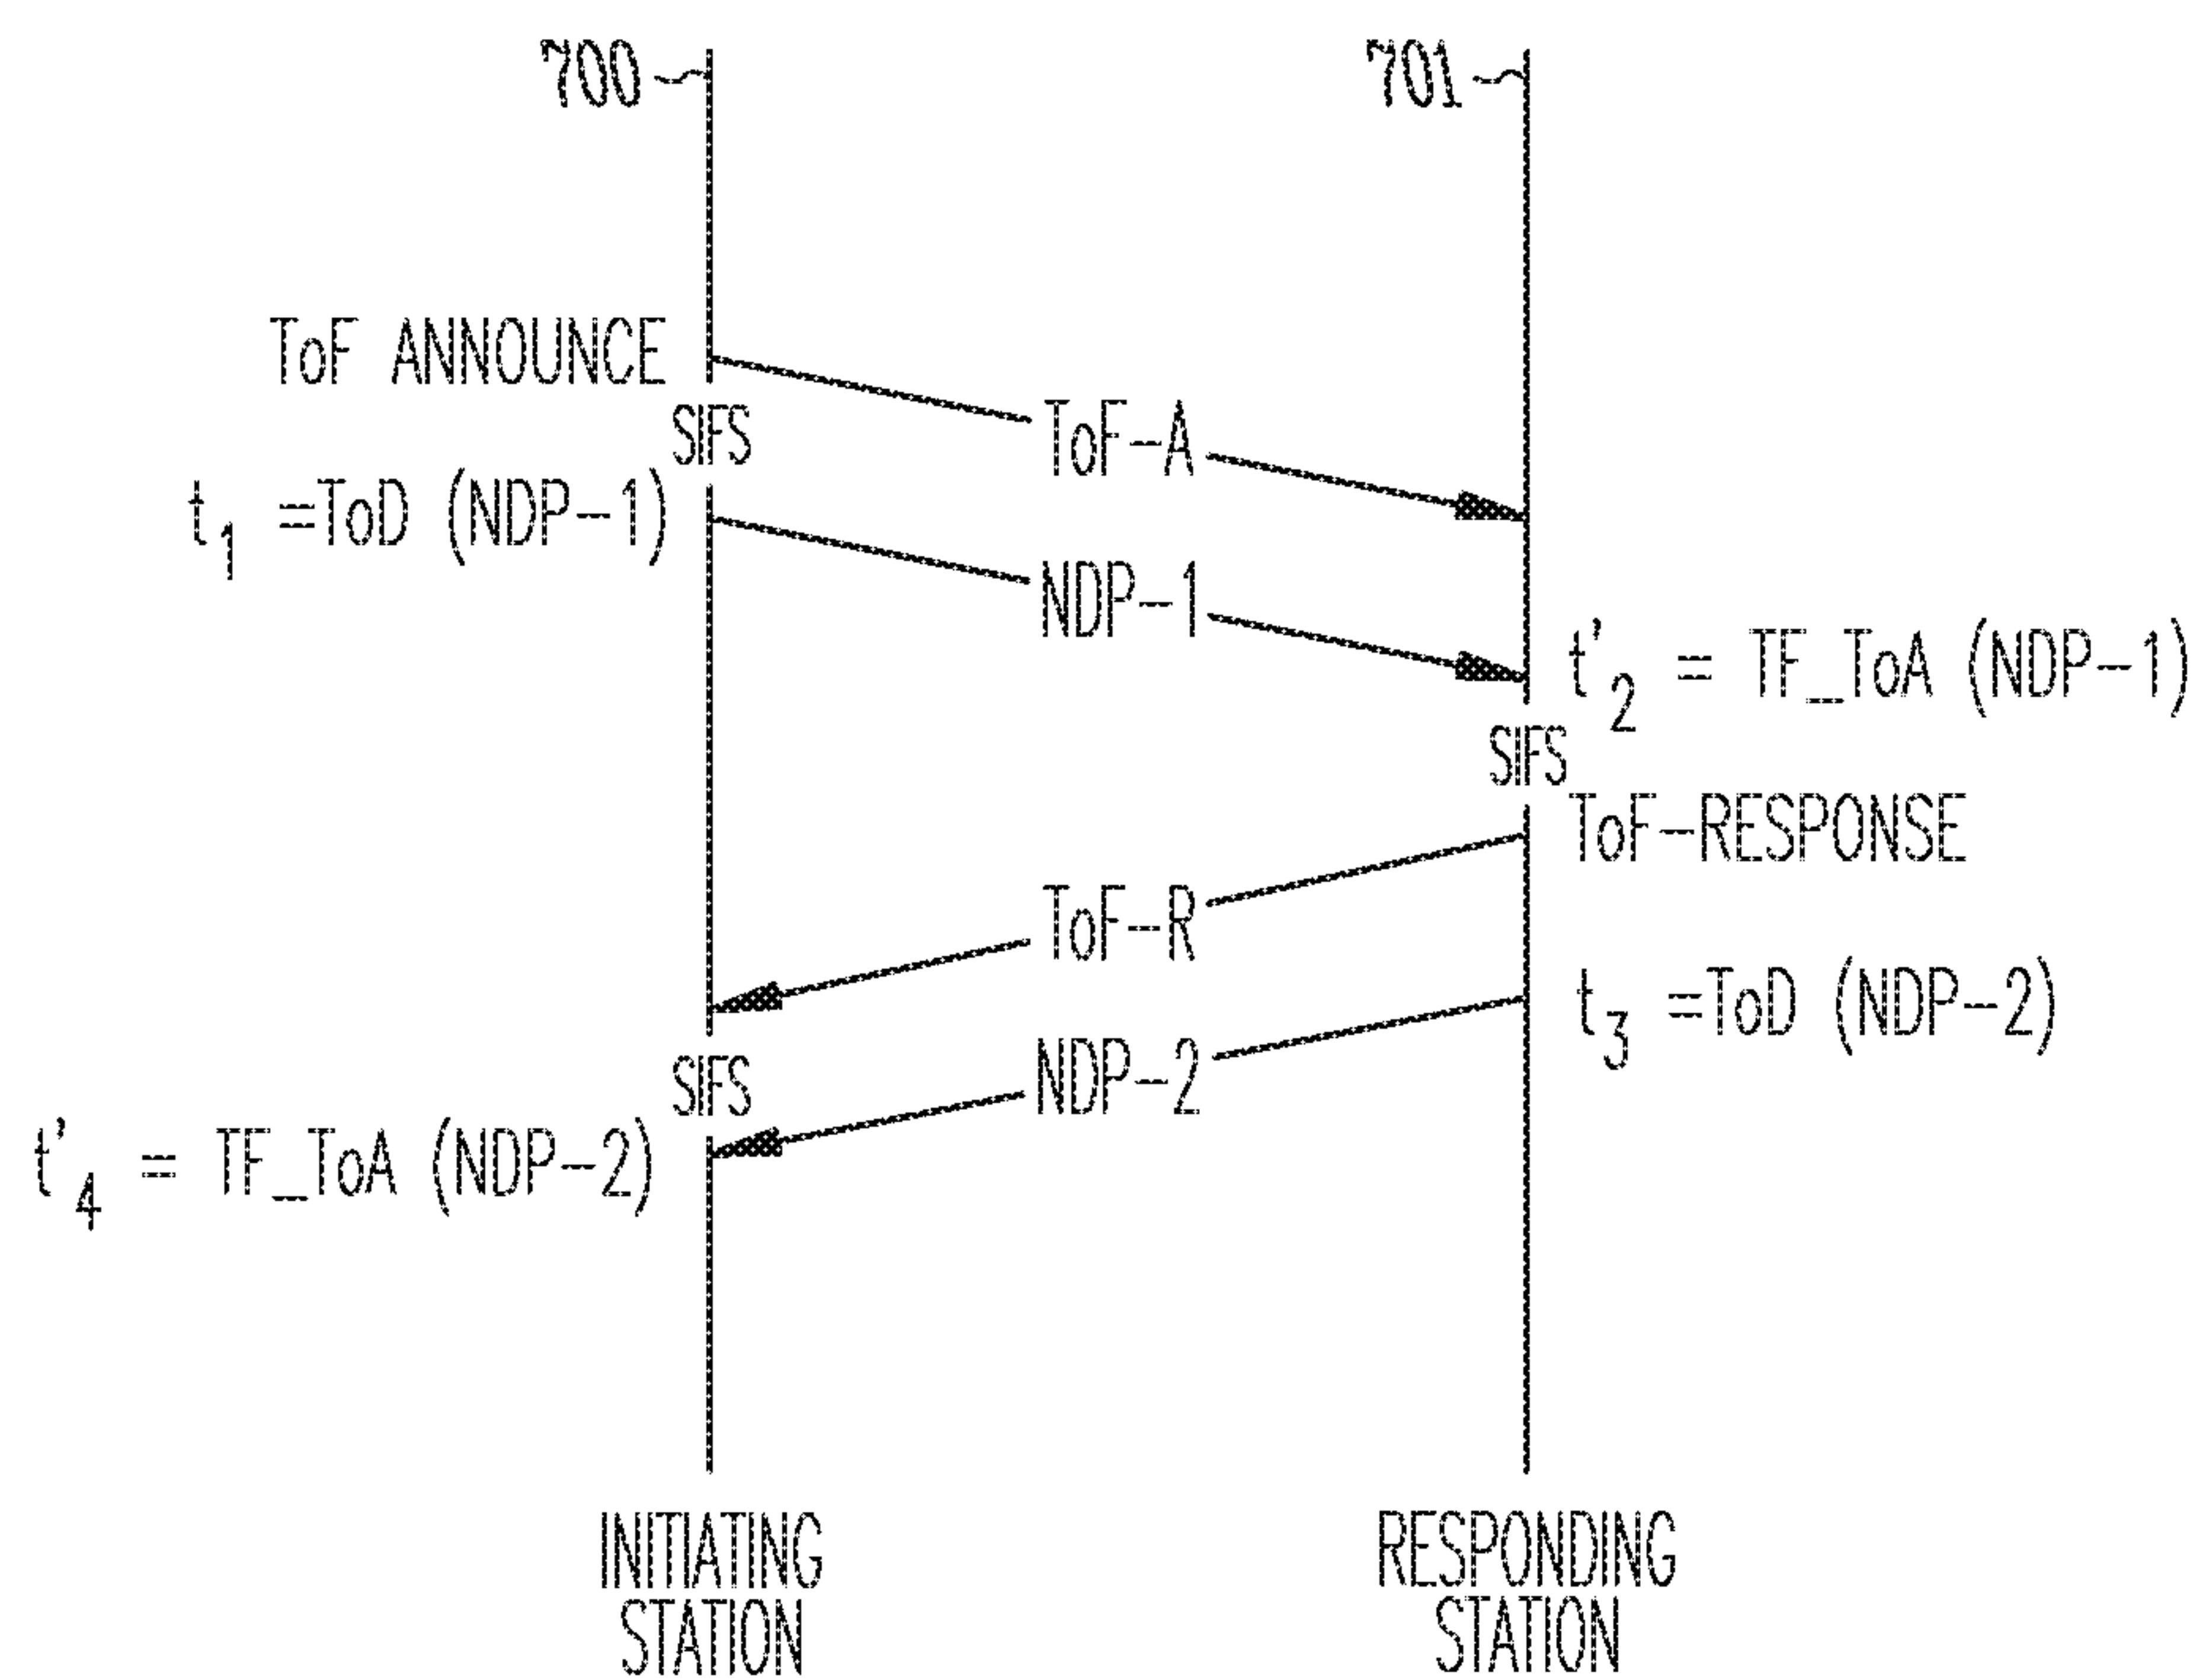 700
701
ToF ANNOUNCE
SIFS
ToF-A
t1 =ToD (NDP-1)
NDP-1
t'2 = TF_ToA (NDP-1)
SIFS
ToF-RESPONSE
ToF-R
t3 =ToD (NDP-2)
SIFS
NDP-2
t'4 = TF_ToA (NDP-2)
INITIATING
STATION
RESPONDING
STATION